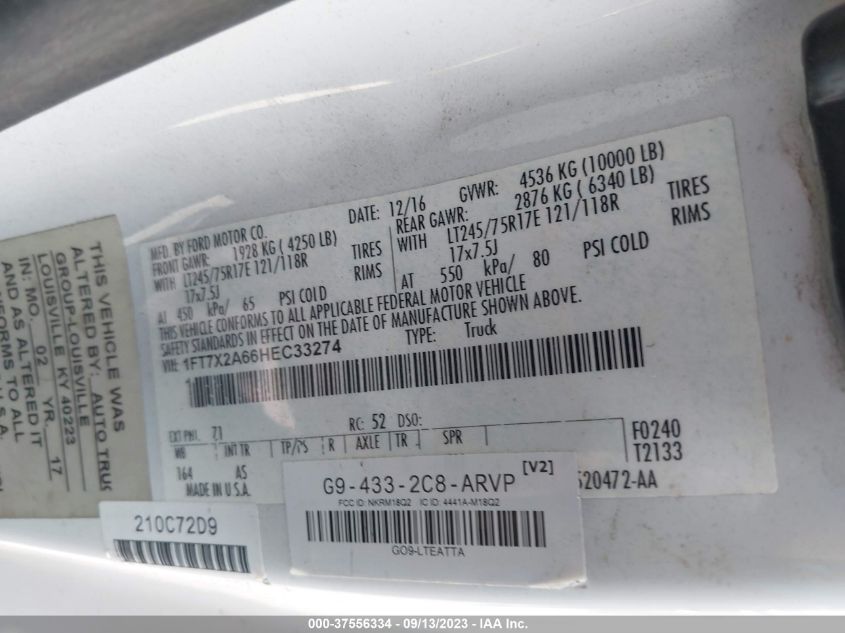 MFD. BY FORD MOTOR CO.
DATE: 12/16
GVWR: 4536 KG (10000 LB)
FRONT GAWR: 1928 KG ( 4250 LB)
REAR GAWR: 2876 KG ( 6340 LB)
WITH LT245/75R17E 121/118R TIRES
WITH LT245/75R17E 121/118R TIRES
17x7.5J RIMS
17x7.5J RIMS
AT 450 kPa/ 65 PSI COLD
AT 550 kPa/ 80 PSI COLD
THIS VEHICLE CONFORMS TO ALL APPLICABLE FEDERAL MOTOR VEHICLE
SAFETY STANDARDS IN EFFECT ON THE DATE OF MANUFACTURE SHOWN ABOVE.
VIN: 1FT7X2A66HEC33274
TYPE: Truck
EXT PNT: Z1
RC: 52 DSO:
WB INT TR TP/PS R AXLE TR SPR
F0240
T2133
164 AS
MADE IN U.S.A.
520472-AA
THIS VEHICLE WAS
ALTERED BY: AUTO TRUC
GROUP-LOUISVILLE
LOUISVILLE, KY 40223
IN: MO. 02 YR. 17
AND AS ALTERED IT
TO ALL
210C72D9
G9-433-2C8-ARVP [V2]
FCC ID: NKRM18Q2 IC ID: 4441A-M18Q2
GO9-LTEATTA
000-37556334 - 09/13/2023 - IAA Inc.